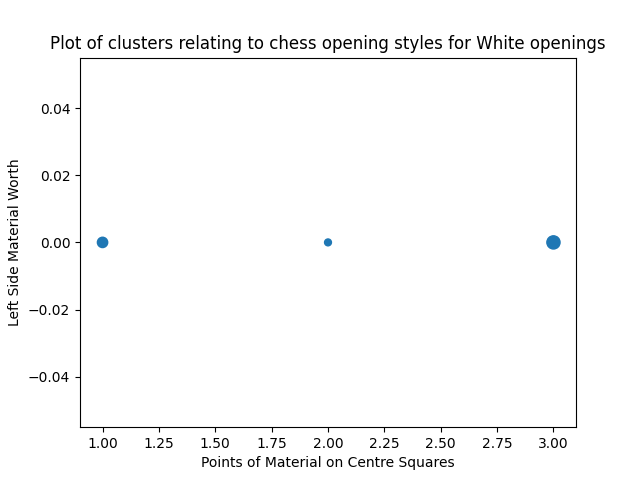 Plot of clusters relating to chess opening styles for White openings
Left Side Material Worth
0.04
0.02
0.00
−0.02
−0.04
1.00 1.25 1.50 1.75 2.00 2.25 2.50 2.75 3.00
Points of Material on Centre Squares